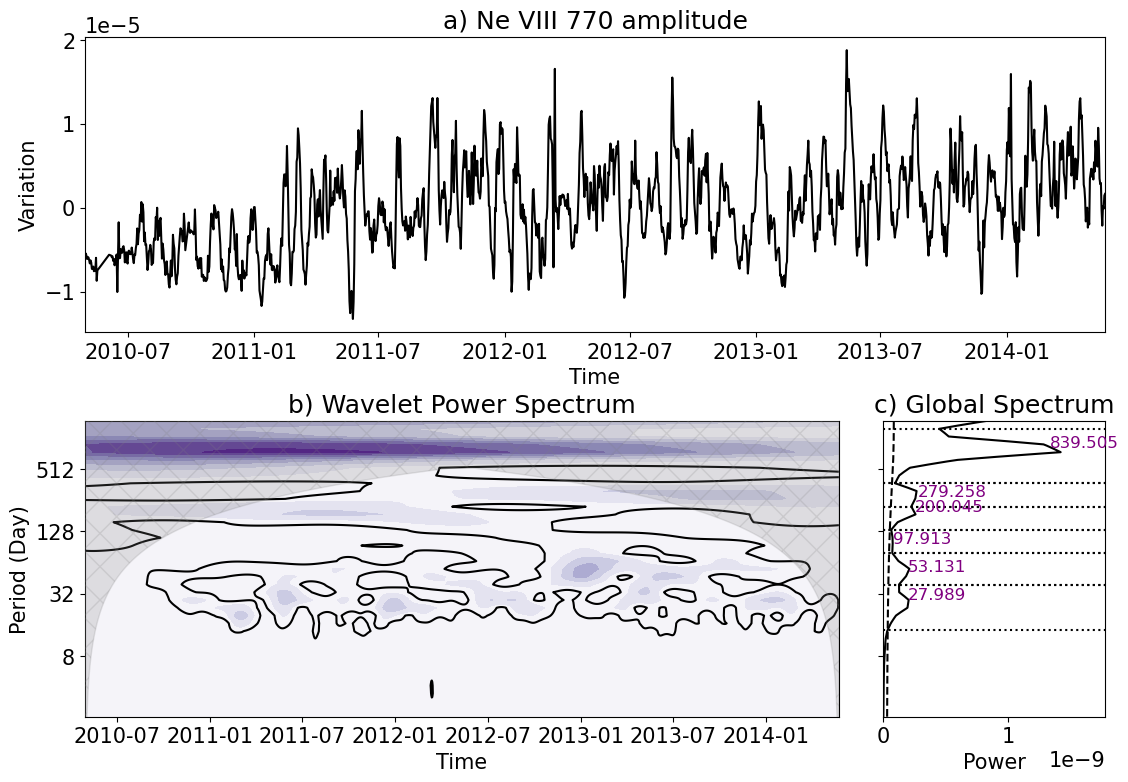 a) Ne VIII 770 amplitude
1e−5
2
1
0
−1
Variation
2010-07 2011-01 2011-07 2012-01 2012-07 2013-01 2013-07 2014-01
Time
b) Wavelet Power Spectrum
512
128
32
8
Period (Day)
2010-07 2011-01 2011-07 2012-01 2012-07 2013-01 2013-07 2014-01
Time
c) Global Spectrum
839.505
279.258
200.045
97.913
53.131
27.989
0 1
Power 1e−9